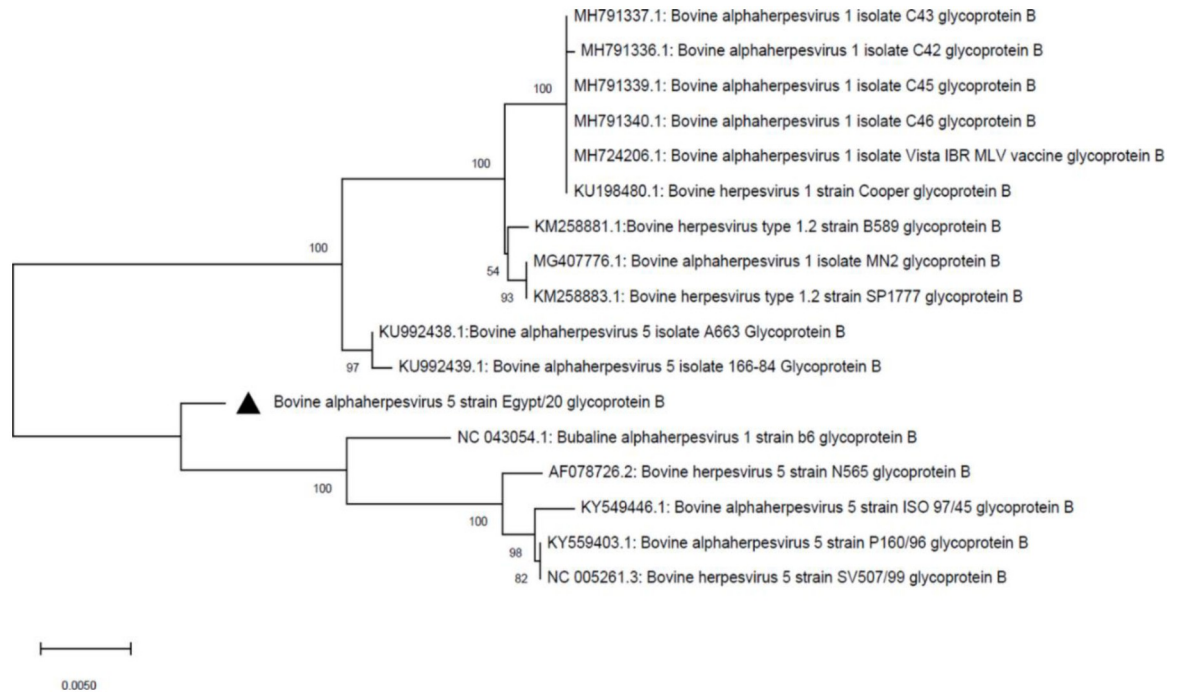 MH791337.1: Bovine alphaherpesvirus 1 isolate C43 glycoprotein B
MH791336.1: Bovine alphaherpesvirus 1 isolate C42 glycoprotein B
100
MH791339.1: Bovine alphaherpesvirus 1 isolate C45 glycoprotein B
MH791340.1: Bovine alphaherpesvirus 1 isolate C46 glycoprotein B
MH724206.1: Bovine alphaherpesvirus 1 isolate Vista IBR MLV vaccine glycoprotein B
100
KU198480.1: Bovine herpesvirus 1 strain Cooper glycoprotein B
KM258881.1:Bovine herpesvirus type 1.2 strain B589 glycoprotein B
100
MG407776.1: Bovine alphaherpesvirus 1 isolate MN2 glycoprotein B
54
93
KM258883.1: Bovine herpesvirus type 1.2 strain SP1777 glycoprotein B
KU992438.1:Bovine alphaherpesvirus 5 isolate A663 Glycoprotein B
97
KU992439.1: Bovine alphaherpesvirus 5 isolate 166-84 Glycoprotein B
Bovine alphaherpesvirus 5 strain Egypt/20 glycoprotein B
NC 043054.1: Bubaline alphaherpesvirus 1 strain b6 glycoprotein B
AF078726.2: Bovine herpesvirus 5 strain N565 glycoprotein B
100
KY549446.1: Bovine alphaherpesvirus 5 strain ISO 97/45 glycoprotein B
100
KY559403.1: Bovine alphaherpesvirus 5 strain P160/96 glycoprotein B
98
82
NC 005261.3: Bovine herpesvirus 5 strain SV507/99 glycoprotein B
0.0050